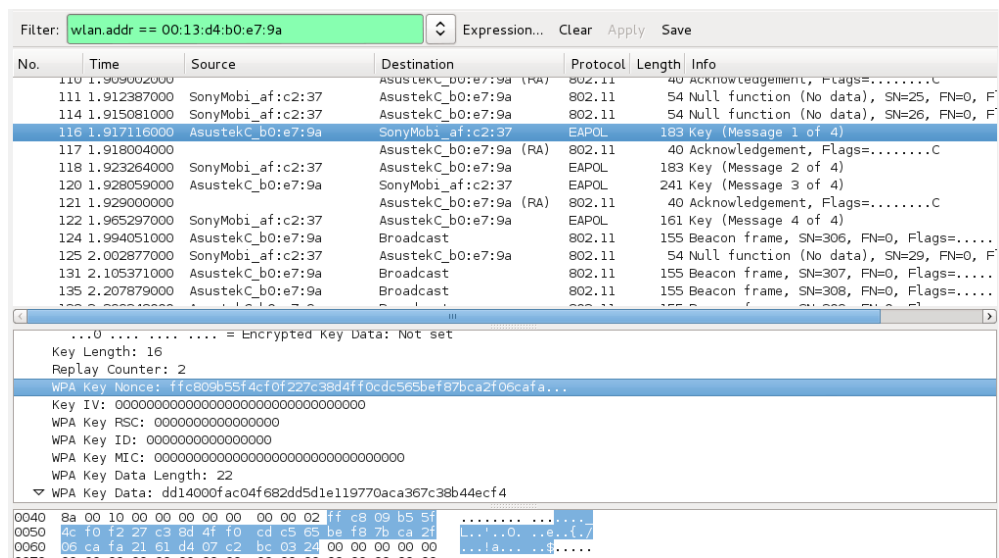 Filter: wlan.addr == 00:13:d4:b0:e7:9a Expression... Clear Apply Save
No. Time Source Destination Protocol Length Info
110 1.909002000 AsustekC_b0:e7:9a (RA) 802.11 40 Acknowledgement, Flags=........C
111 1.912387000 SonyMobi_af:c2:37 AsustekC_b0:e7:9a 802.11 54 Null function (No data), SN=25, FN=0, F
114 1.915081000 SonyMobi_af:c2:37 AsustekC_b0:e7:9a 802.11 54 Null function (No data), SN=26, FN=0, F
116 1.917116000 AsustekC_b0:e7:9a SonyMobi_af:c2:37 EAPOL 183 Key (Message 1 of 4)
117 1.918004000 AsustekC_b0:e7:9a (RA) 802.11 40 Acknowledgement, Flags=........C
118 1.923264000 SonyMobi_af:c2:37 AsustekC_b0:e7:9a EAPOL 183 Key (Message 2 of 4)
120 1.928059000 AsustekC_b0:e7:9a SonyMobi_af:c2:37 EAPOL 241 Key (Message 3 of 4)
121 1.929000000 AsustekC_b0:e7:9a (RA) 802.11 40 Acknowledgement, Flags=........C
122 1.965297000 SonyMobi_af:c2:37 AsustekC_b0:e7:9a EAPOL 161 Key (Message 4 of 4)
124 1.994051000 AsustekC_b0:e7:9a Broadcast 802.11 155 Beacon frame, SN=306, FN=0, Flags=.....
125 2.002877000 SonyMobi_af:c2:37 AsustekC_b0:e7:9a 802.11 54 Null function (No data), SN=29, FN=0, F
131 2.105371000 AsustekC_b0:e7:9a Broadcast 802.11 155 Beacon frame, SN=307, FN=0, Flags=.....
135 2.207879000 AsustekC_b0:e7:9a Broadcast 802.11 155 Beacon frame, SN=308, FN=0, Flags=.....
...0 .... .... .... = Encrypted Key Data: Not set
Key Length: 16
Replay Counter: 2
WPA Key Nonce: ffc809b55f4cf0f227c38d4ff0cdc565bef87bca2f06cafa...
Key IV: 00000000000000000000000000000000
WPA Key RSC: 0000000000000000
WPA Key ID: 0000000000000000
WPA Key MIC: 00000000000000000000000000000000
WPA Key Data Length: 22
WPA Key Data: dd14000fac04f682dd5d1e119770aca367c38b44ecf4
0040 8a 00 10 00 00 00 00 00 00 00 02 ff c8 09 b5 5f ........ ......._
0050 4c f0 f2 27 c3 8d 4f f0 cd c5 65 be f8 7b ca 2f L..'..O. ..e..{./
0060 06 ca fa 21 61 d4 07 c2 bc 03 24 00 00 00 00 00 ...!a... ..$.....